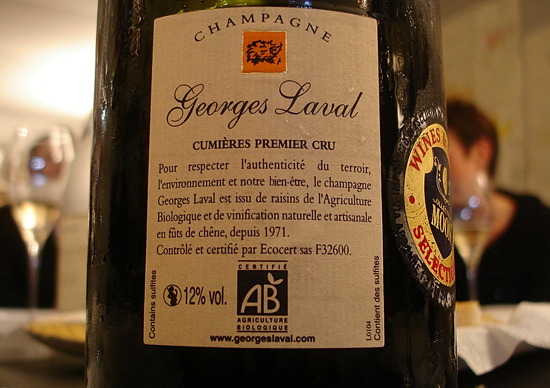 CHAMPAGNE
Georges Laval
CUMIÈRES PREMIER CRU
Pour respecter l'authenticité du terroir,
l'environnement et notre bien-être, le champagne
Georges Laval est issu de raisins de l'Agriculture
Biologique et de vinification naturelle et artisanale
en fûts de chêne, depuis 1971.
Contrôlé et certifié par Ecocert sas F32600.
Contains sulfites
12% vol.
CERTIFIÉ
AB
AGRICULTURE
BIOLOGIQUE
www.georgeslaval.com
Contient des sulfites
WINES
SELECTION